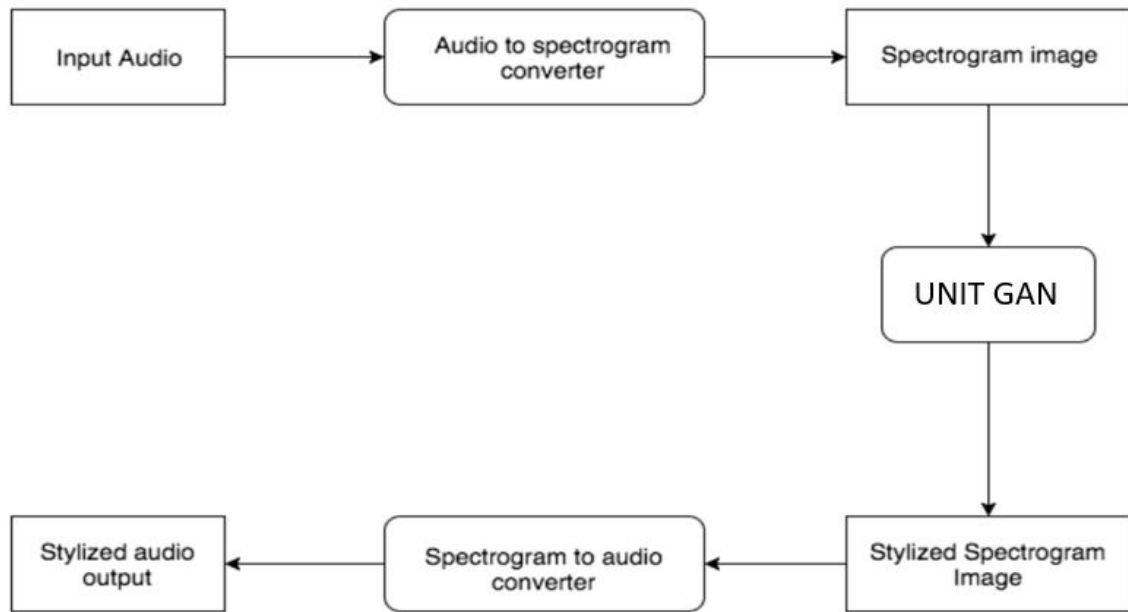 Input Audio
Audio to spectrogram
converter
Spectrogram image
UNIT GAN
Stylized Spectrogram
Image
Spectrogram to audio
converter
Stylized audio
output